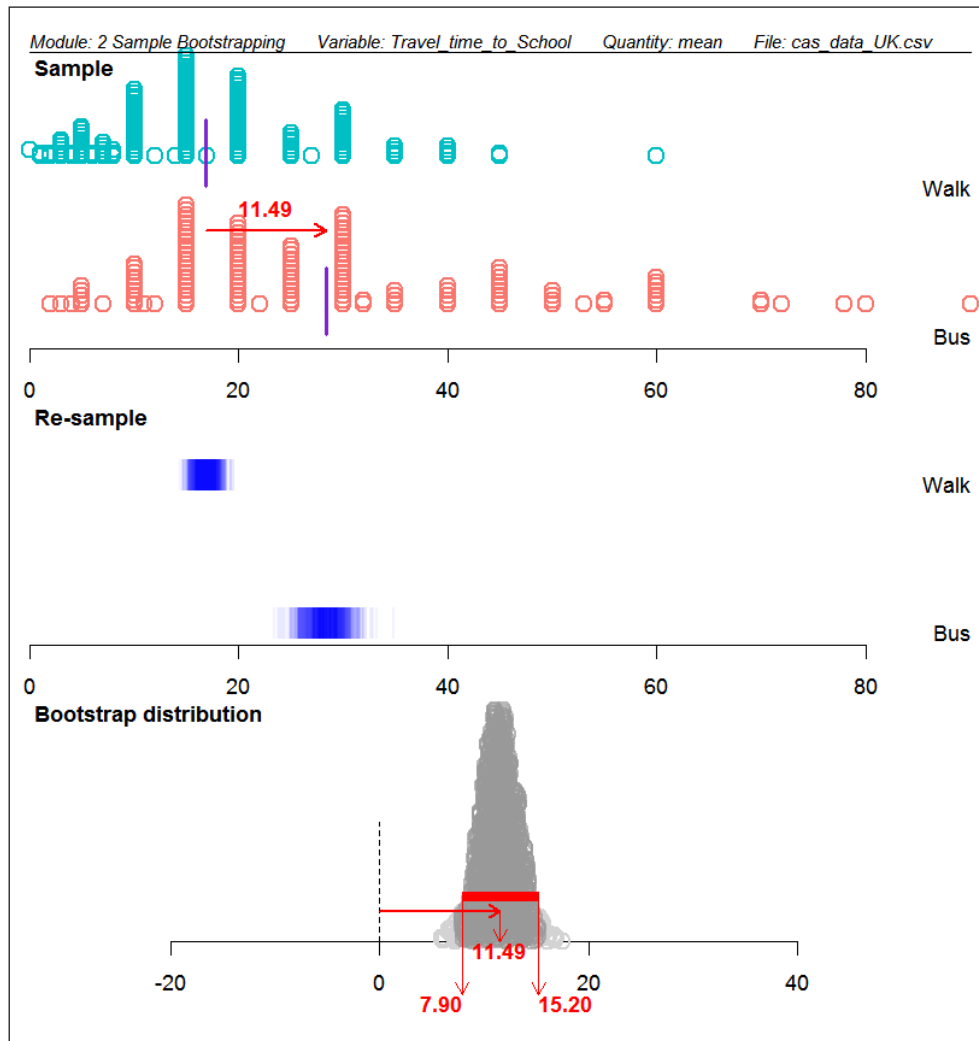 Module: 2 Sample Bootstrapping Variable: Travel_time_to_School Quantity: mean File: cas_data_UK.csv
Sample
Walk
11.49
Bus
0 20 40 60 80
Re-sample
Walk
Bus
0 20 40 60 80
Bootstrap distribution
11.49
-20 0 20 40
7.90 15.20